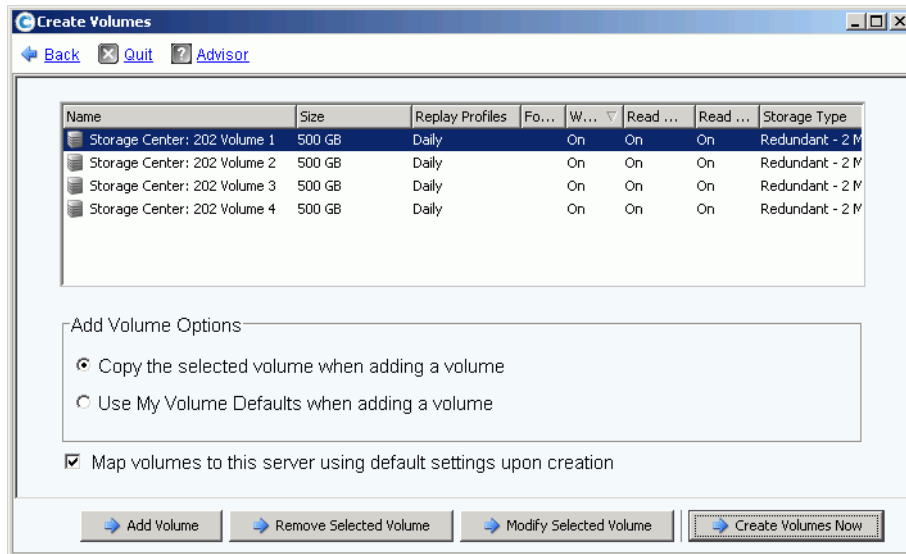 Create Volumes
Back Quit Advisor
Name Size Replay Profiles Fo... W... Read ... Read ... Storage Type
Storage Center: 202 Volume 1 500 GB Daily On On On Redundant - 2 M
Storage Center: 202 Volume 2 500 GB Daily On On On Redundant - 2 M
Storage Center: 202 Volume 3 500 GB Daily On On On Redundant - 2 M
Storage Center: 202 Volume 4 500 GB Daily On On On Redundant - 2 M
Add Volume Options
Copy the selected volume when adding a volume
Use My Volume Defaults when adding a volume
Map volumes to this server using default settings upon creation
Add Volume Remove Selected Volume Modify Selected Volume Create Volumes Now